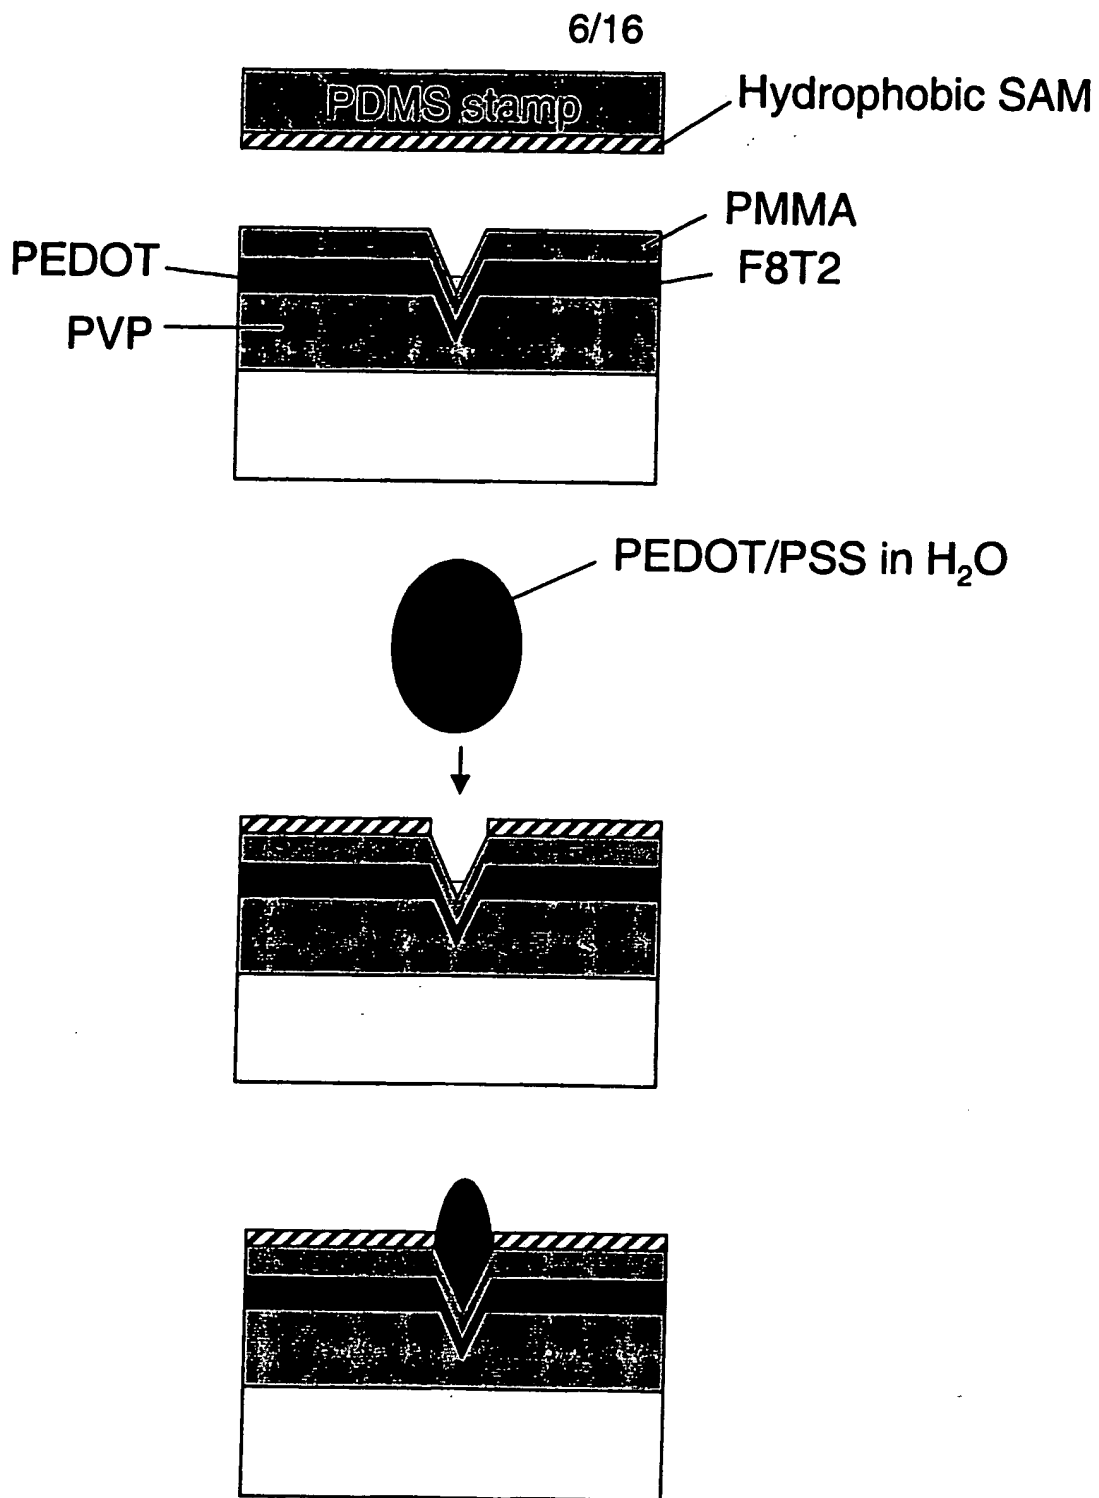 6/16
PDMS stamp
Hydrophobic SAM
PMMA
PEDOT
F8T2
PVP
PEDOT/PSS in H₂O